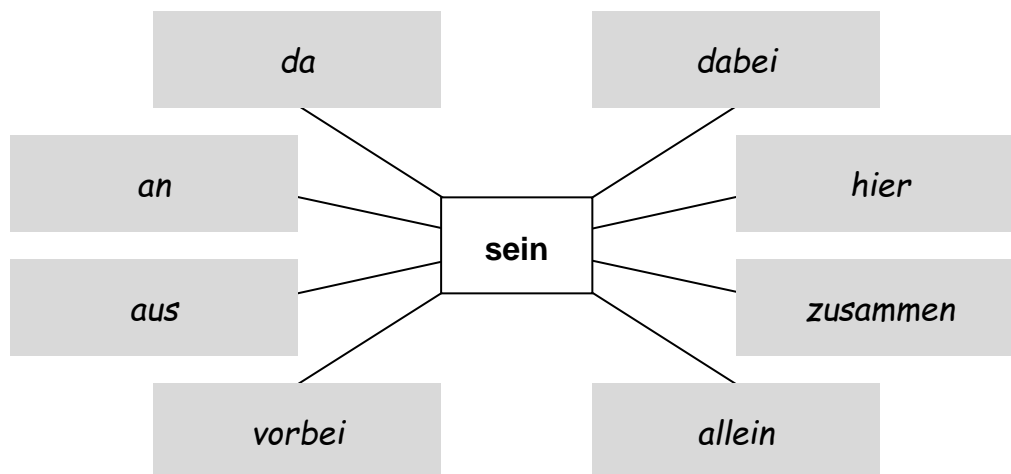 da
dabei
an
hier
sein
aus
zusammen
vorbei
allein